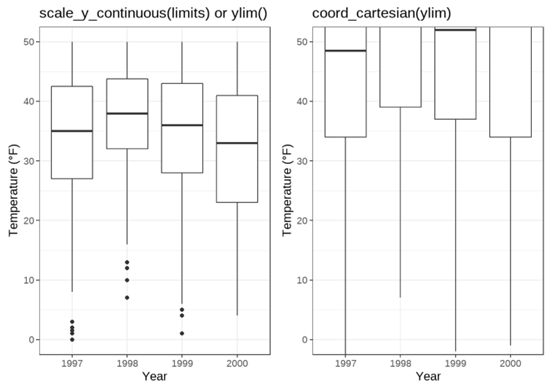 scale_y_continuous(limits) or ylim()
50
40
30
20
10
0
Temperature (°F)
1997 1998 1999 2000
Year
coord_cartesian(ylim)
50
40
30
20
10
0
Temperature (°F)
1997 1998 1999 2000
Year